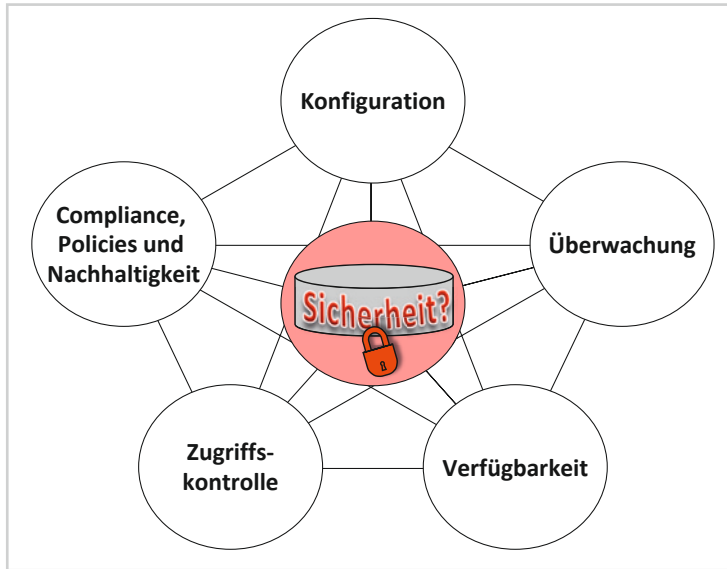 Konfiguration
Compliance,
Policies und
Nachhaltigkeit
Überwachung
Sicherheit?
Zugriffs-
kontrolle
Verfügbarkeit